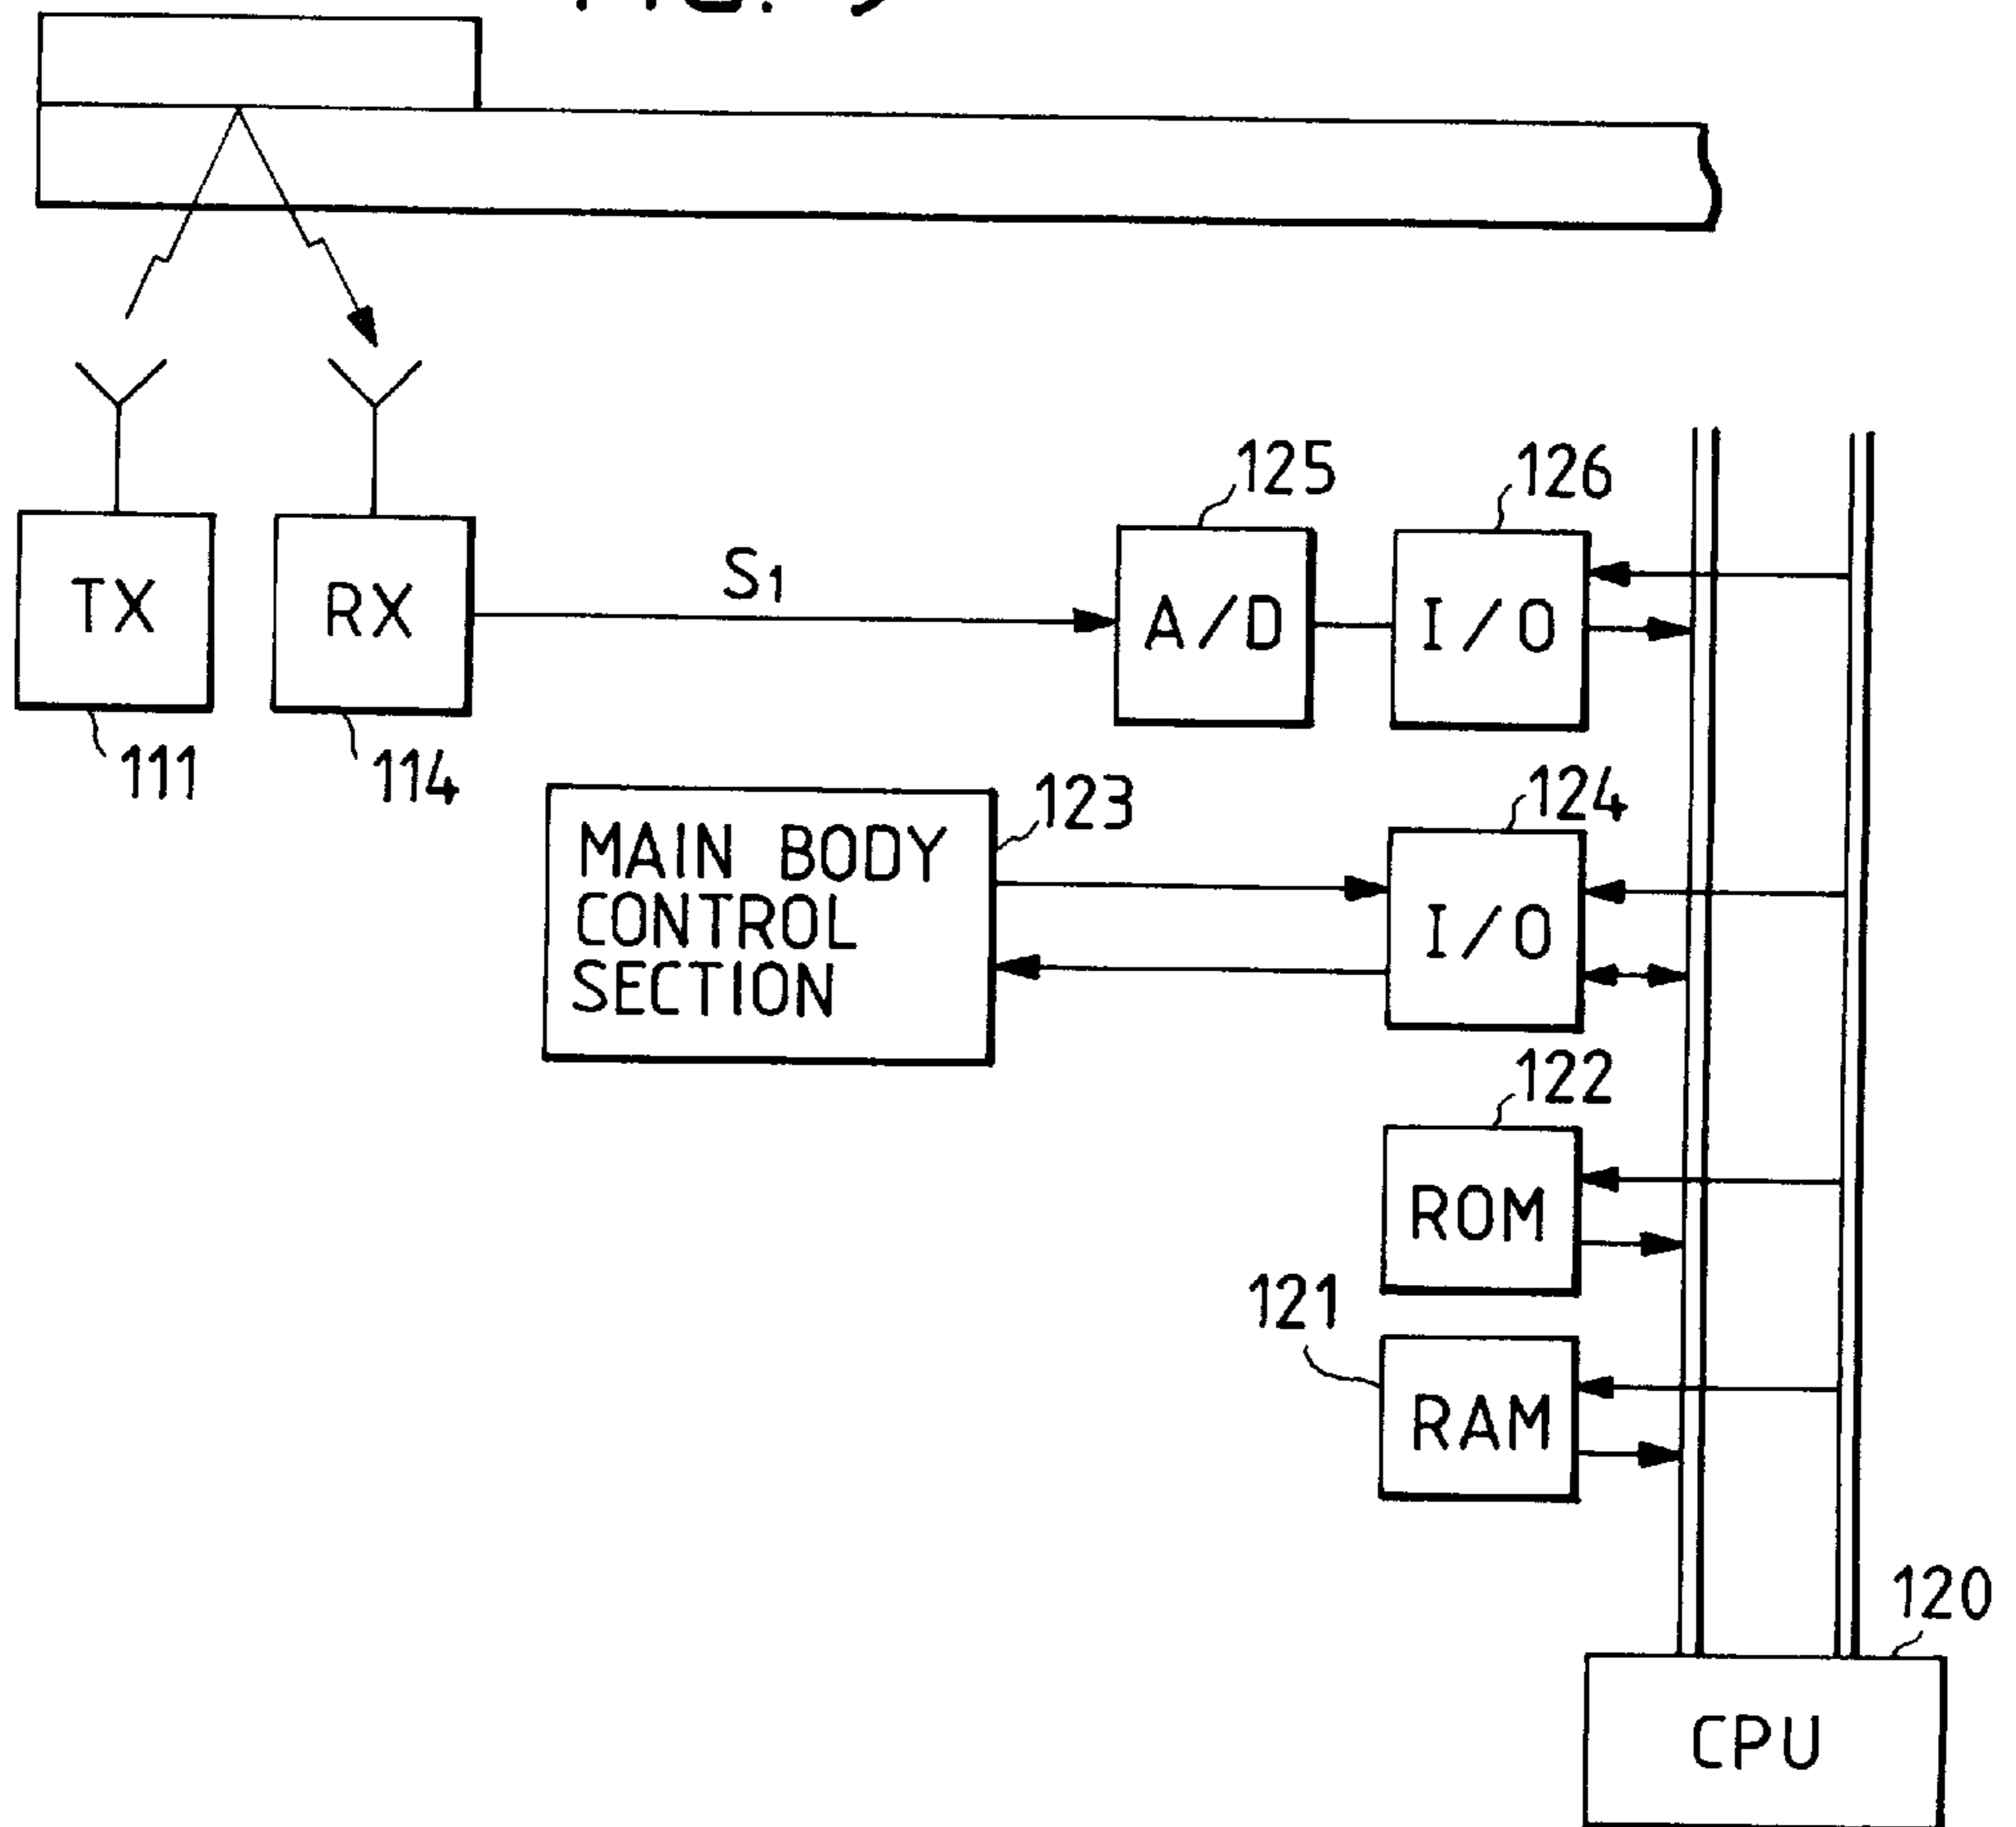 125
126
S1
TX
RX
A/D
I/O
111
114
123
124
MAIN BODY
CONTROL
SECTION
I/O
122
ROM
121
RAM
120
CPU